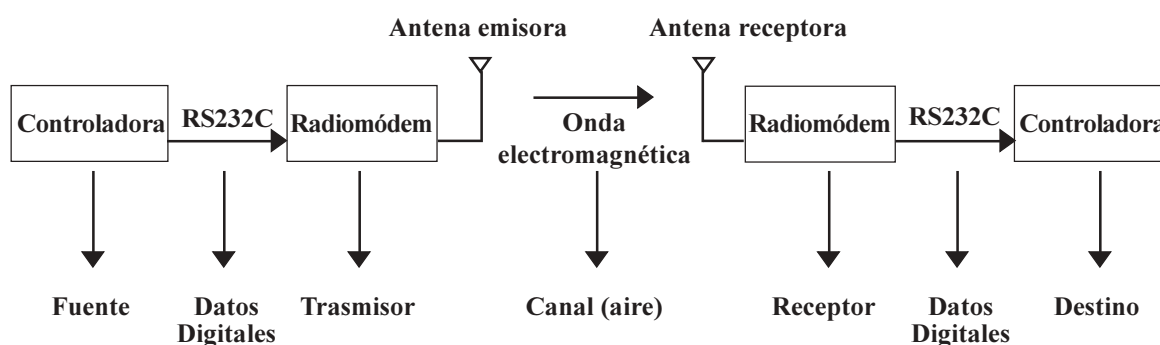 Antena emisora
Antena receptora
Controladora
RS232C
Radiomódem
Onda
electromagnética
Radiomódem
RS232C
Controladora
Fuente
Datos
Digitales
Trasmisor
Canal (aire)
Receptor
Datos
Digitales
Destino